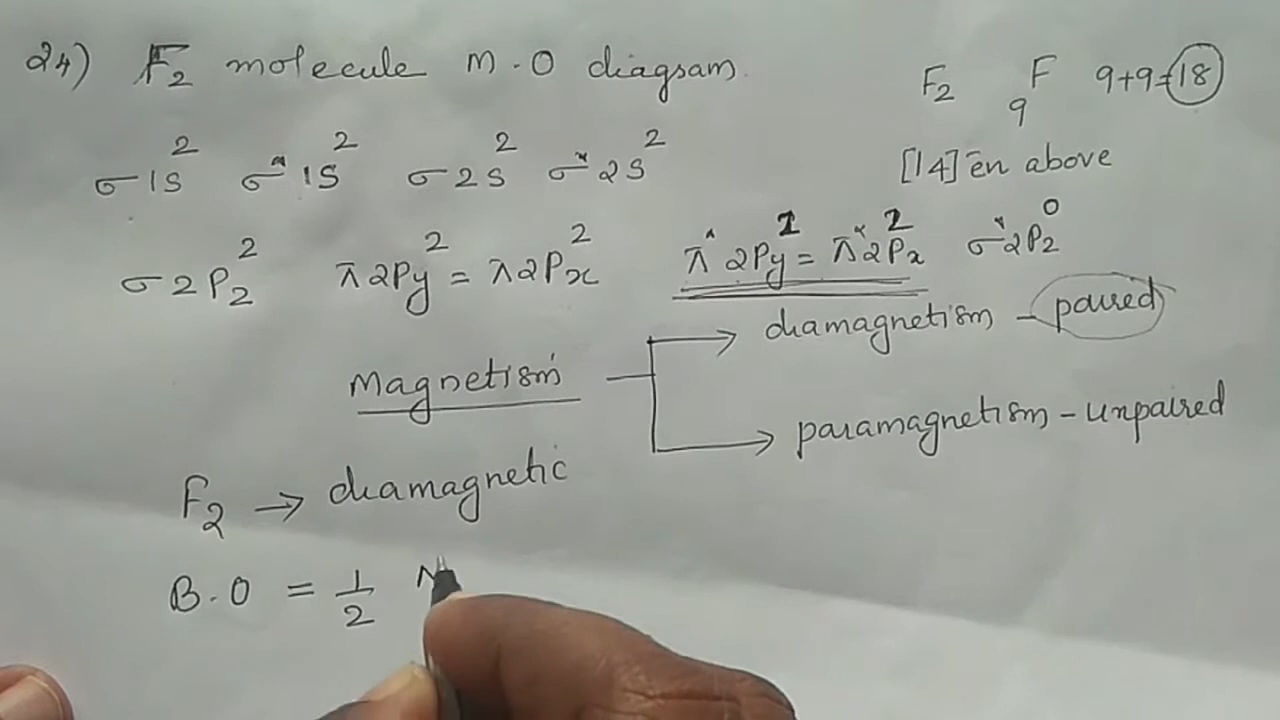 24) F2 molecule M.O diagram.
F2 F 9 9+9=18
[14] en above
σ1s² σ*1s² σ2s² σ*2s²
σ2Pz² π2Py² = π2Px² π*2Py² = π*2Px² σ*2Pz⁰
Magnetism
diamagnetism - paired
paramagnetism - unpaired
F2 → diamagnetic
B.O = 1/2 N